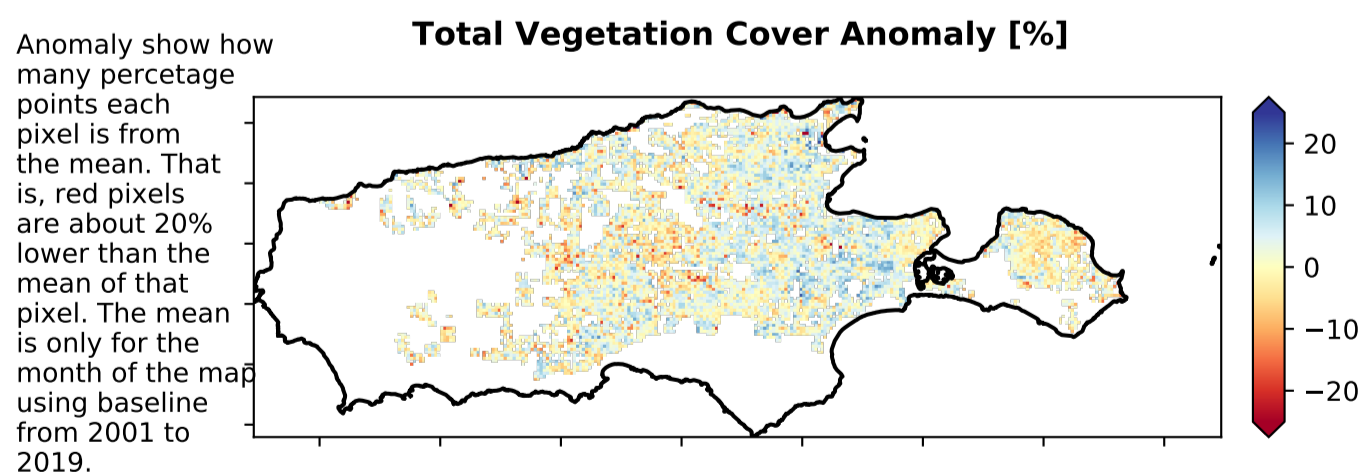 Total Vegetation Cover Anomaly [%]
Anomaly show how
many percetage
points each
pixel is from
the mean. That
is, red pixels
are about 20%
lower than the
mean of that
pixel. The mean
is only for the
month of the map
using baseline
from 2001 to
2019.
20
10
0
−10
−20